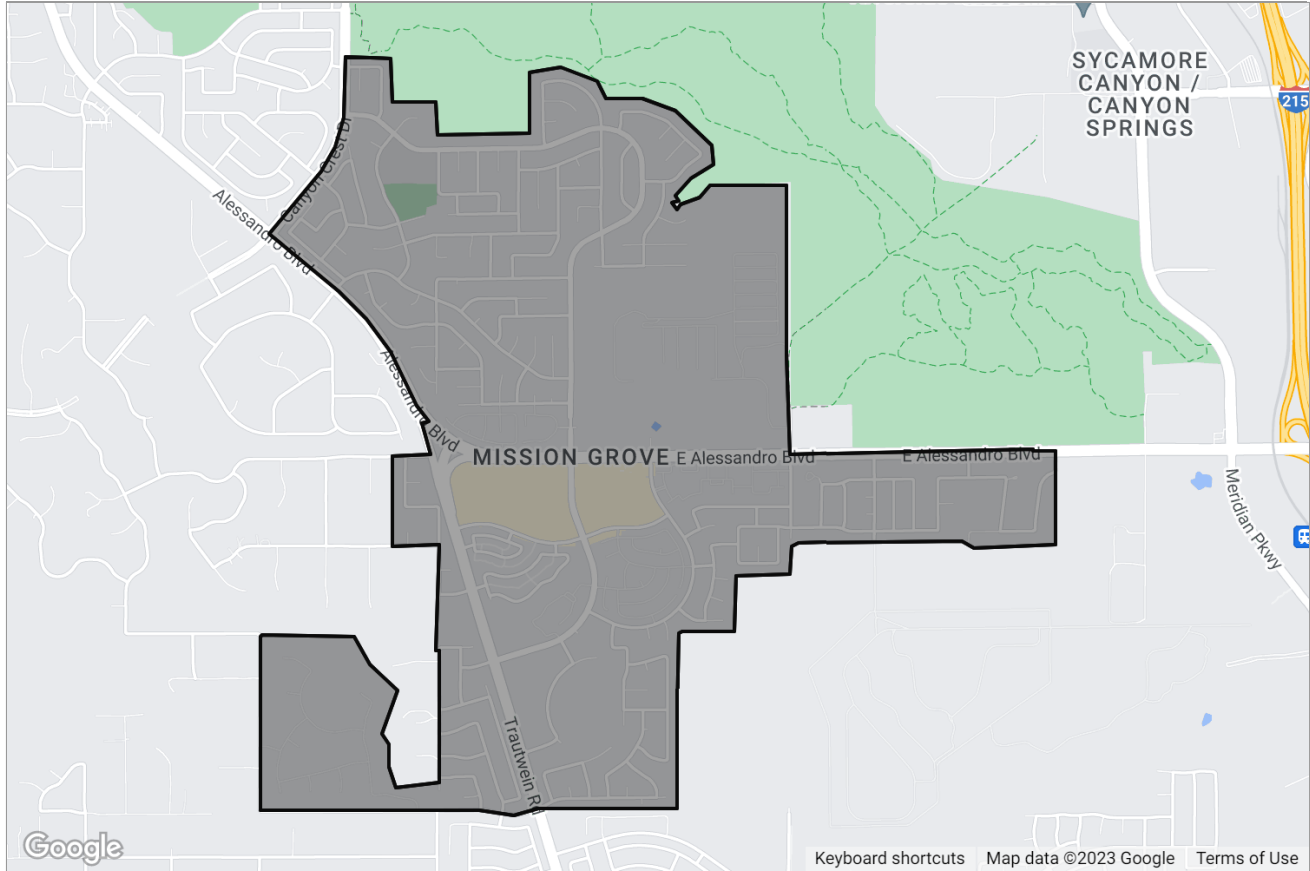 SYCAMORE
CANYON /
CANYON
SPRINGS
215
Canyon Crest Dr
Alessandro Blvd
Alessandro Blvd
MISSION GROVE
E Alessandro Blvd
E Alessandro Blvd
Meridian Pkwy
Trautwein Rd
Google
Keyboard shortcuts
Map data ©2023 Google
Terms of Use